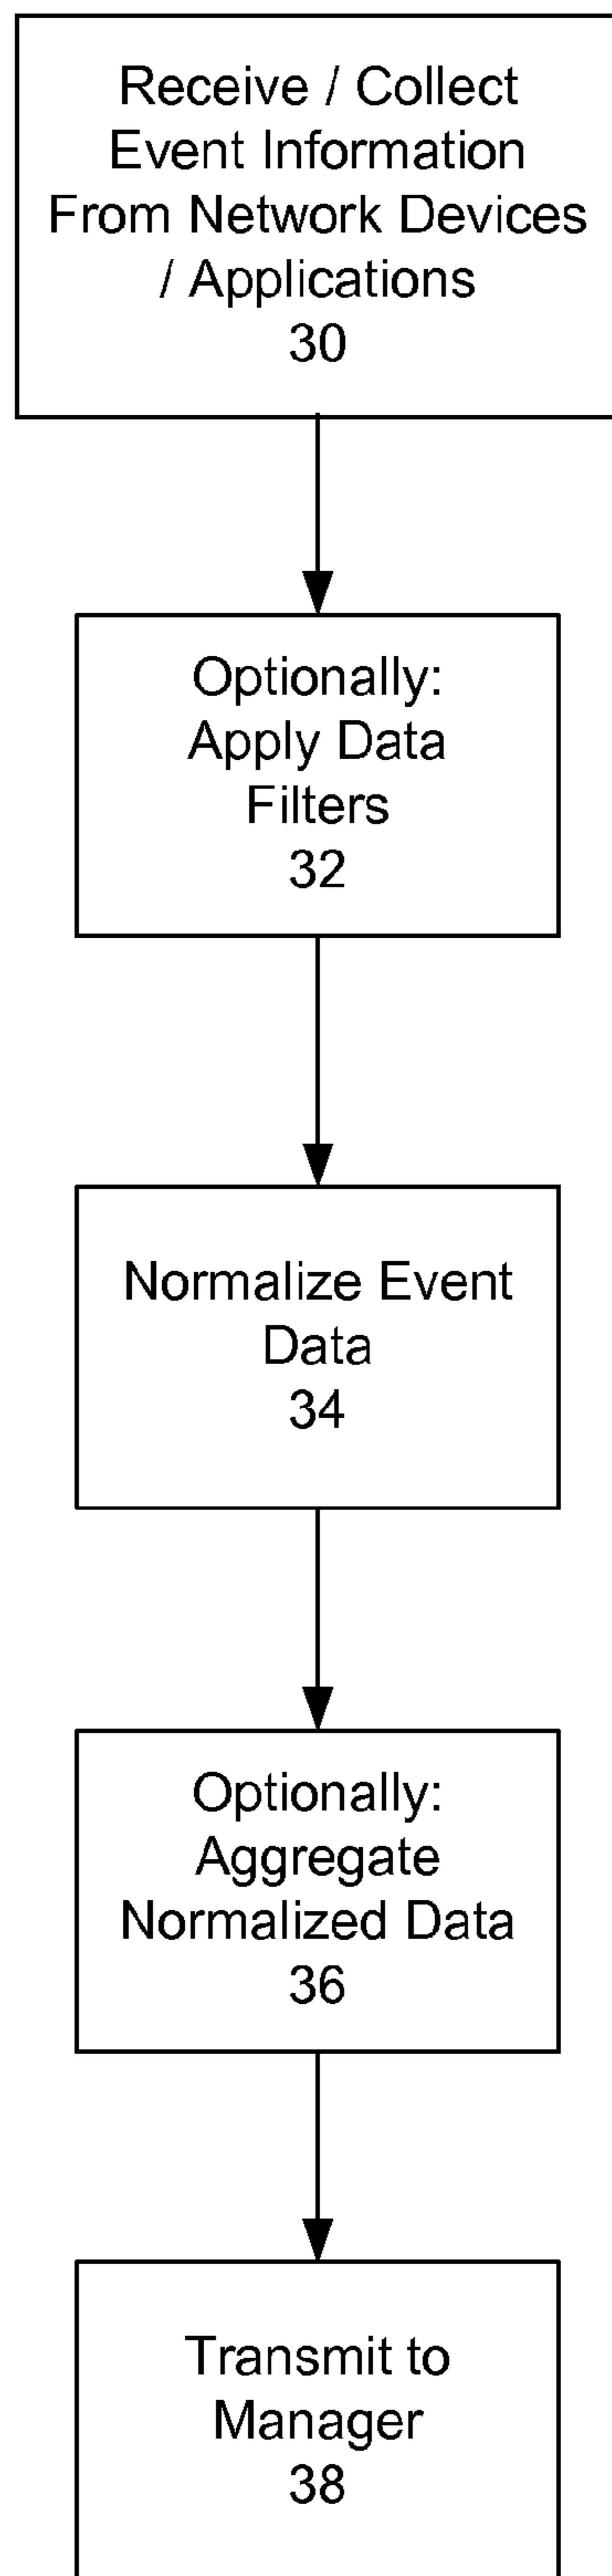 Receive / Collect
Event Information
From Network Devices
/ Applications
30
Optionally:
Apply Data
Filters
32
Normalize Event
Data
34
Optionally:
Aggregate
Normalized Data
36
Transmit to
Manager
38